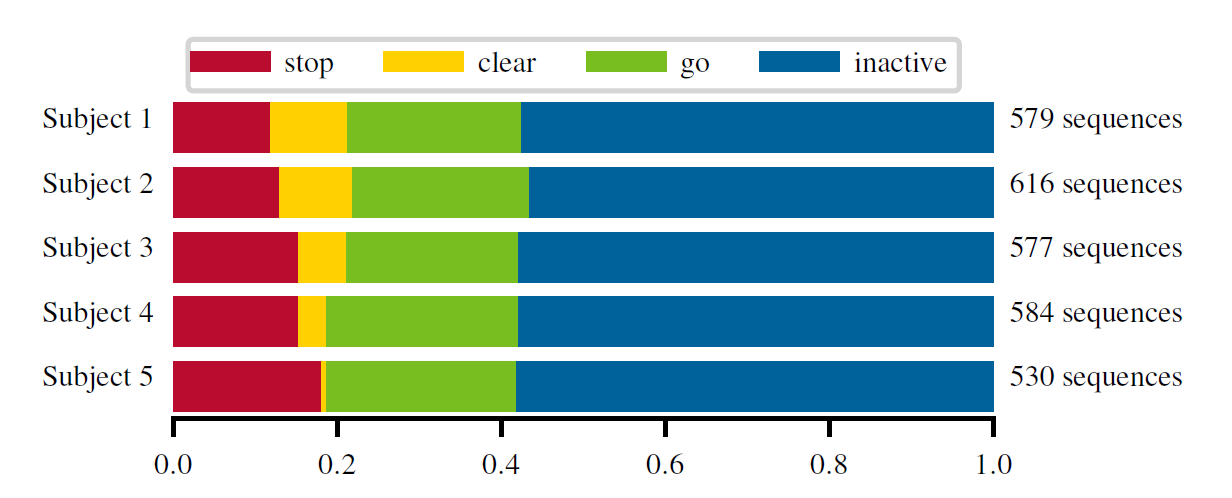 stop clear go inactive
Subject 1 579 sequences
Subject 2 616 sequences
Subject 3 577 sequences
Subject 4 584 sequences
Subject 5 530 sequences
0.0 0.2 0.4 0.6 0.8 1.0